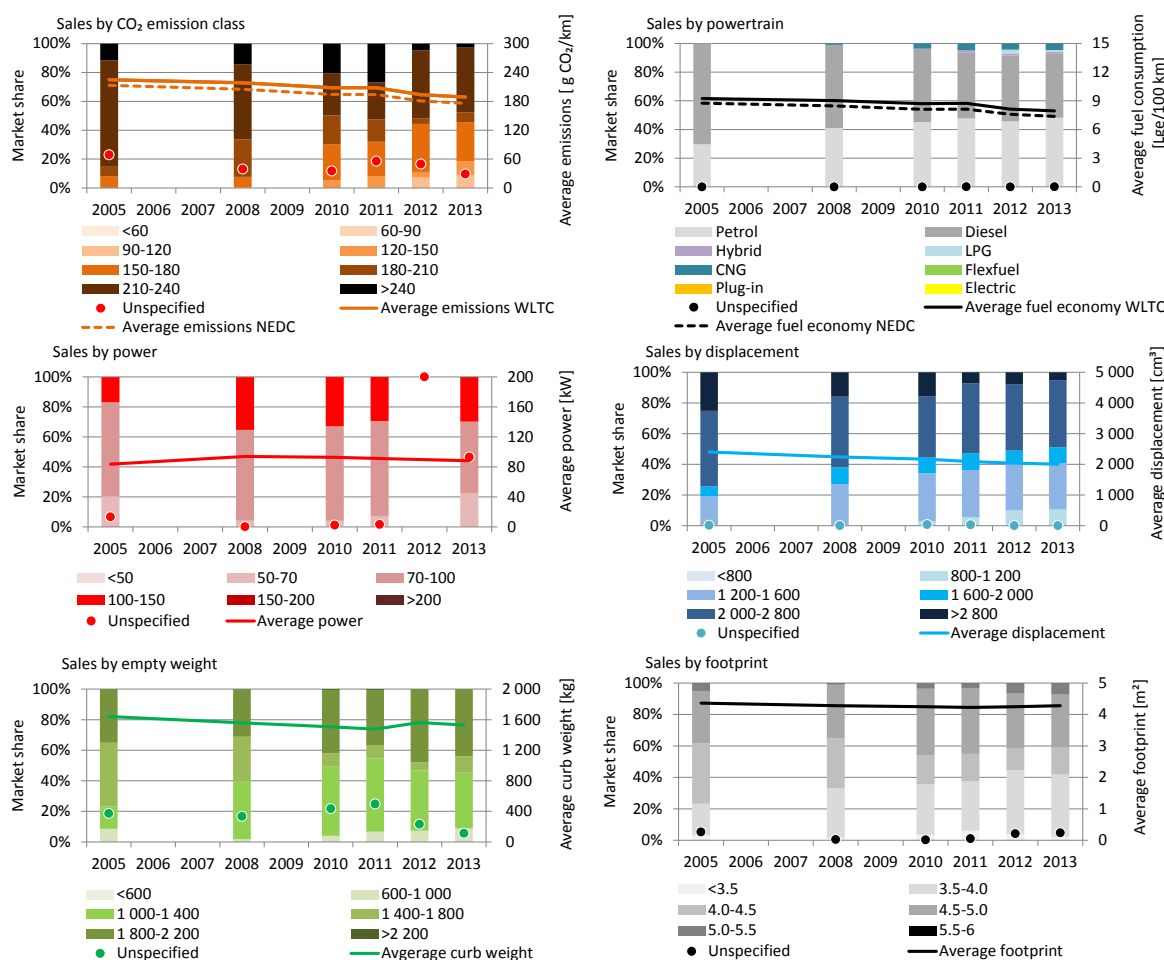 Sales by CO₂ emission class
Market share
100%
80%
60%
40%
20%
0%
300
240
180
120
60
0
Average emissions [ g CO₂/km]
2005 2006 2007 2008 2009 2010 2011 2012 2013
<60 60-90
90-120 120-150
150-180 180-210
210-240 >240
Unspecified Average emissions WLTC
Average emissions NEDC
Sales by powertrain
Market share
100%
80%
60%
40%
20%
0%
15
12
9
6
3
0
Average fuel consumption
[Lge/100 km]
2005 2006 2007 2008 2009 2010 2011 2012 2013
Petrol Diesel
Hybrid LPG
CNG Flexfuel
Plug-in Electric
Unspecified Average fuel economy WLTC
Average fuel economy NEDC
Sales by power
Market share
100%
80%
60%
40%
20%
0%
200
160
120
80
40
0
Average power [kW]
2005 2006 2007 2008 2009 2010 2011 2012 2013
<50 50-70 70-100
100-150 150-200 >200
Unspecified Average power
Sales by displacement
Market share
100%
80%
60%
40%
20%
0%
5 000
4 000
3 000
2 000
1 000
0
Average displacement [cm³]
2005 2006 2007 2008 2009 2010 2011 2012 2013
<800 800-1 200
1 200-1 600 1 600-2 000
2 000-2 800 >2 800
Unspecified Average displacement
Sales by empty weight
Market share
100%
80%
60%
40%
20%
0%
2 000
1 600
1 200
800
400
0
Average curb weight [kg]
2005 2006 2007 2008 2009 2010 2011 2012 2013
<600 600-1 000
1 000-1 400 1 400-1 800
1 800-2 200 >2 200
Unspecified Avgerage curb weight
Sales by footprint
Market share
100%
80%
60%
40%
20%
0%
5
4
3
2
1
0
Average footprint [m²]
2005 2006 2007 2008 2009 2010 2011 2012 2013
<3.5 3.5-4.0
4.0-4.5 4.5-5.0
5.0-5.5 5.5-6
Unspecified Average footprint